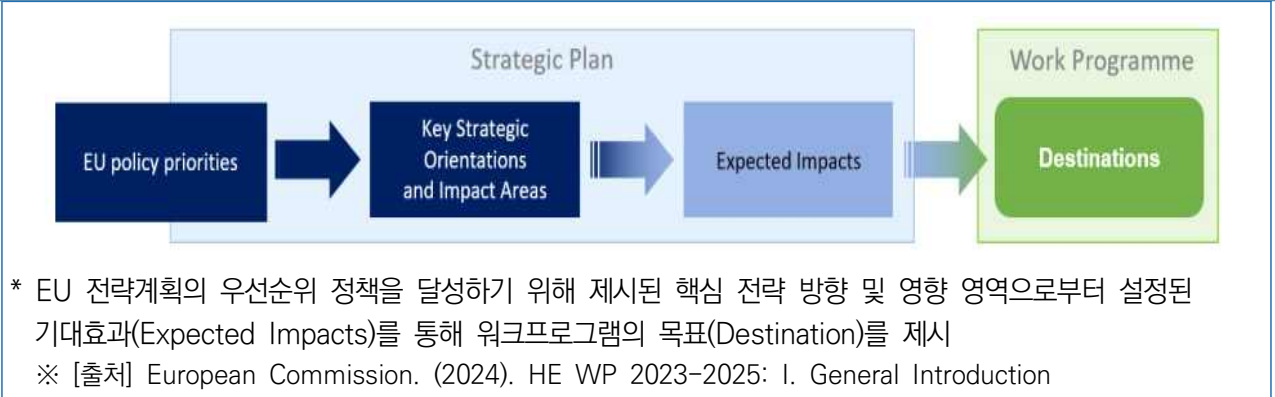 Strategic Plan
Work Programme
EU policy priorities
Key Strategic
Orientations
and Impact Areas
Expected Impacts
Destinations
* EU 전략계획의 우선순위 정책을 달성하기 위해 제시된 핵심 전략 방향 및 영향 영역으로부터 설정된
기대효과(Expected Impacts)를 통해 워크프로그램의 목표(Destination)를 제시
※ [출처] European Commission. (2024). HE WP 2023-2025: I. General Introduction